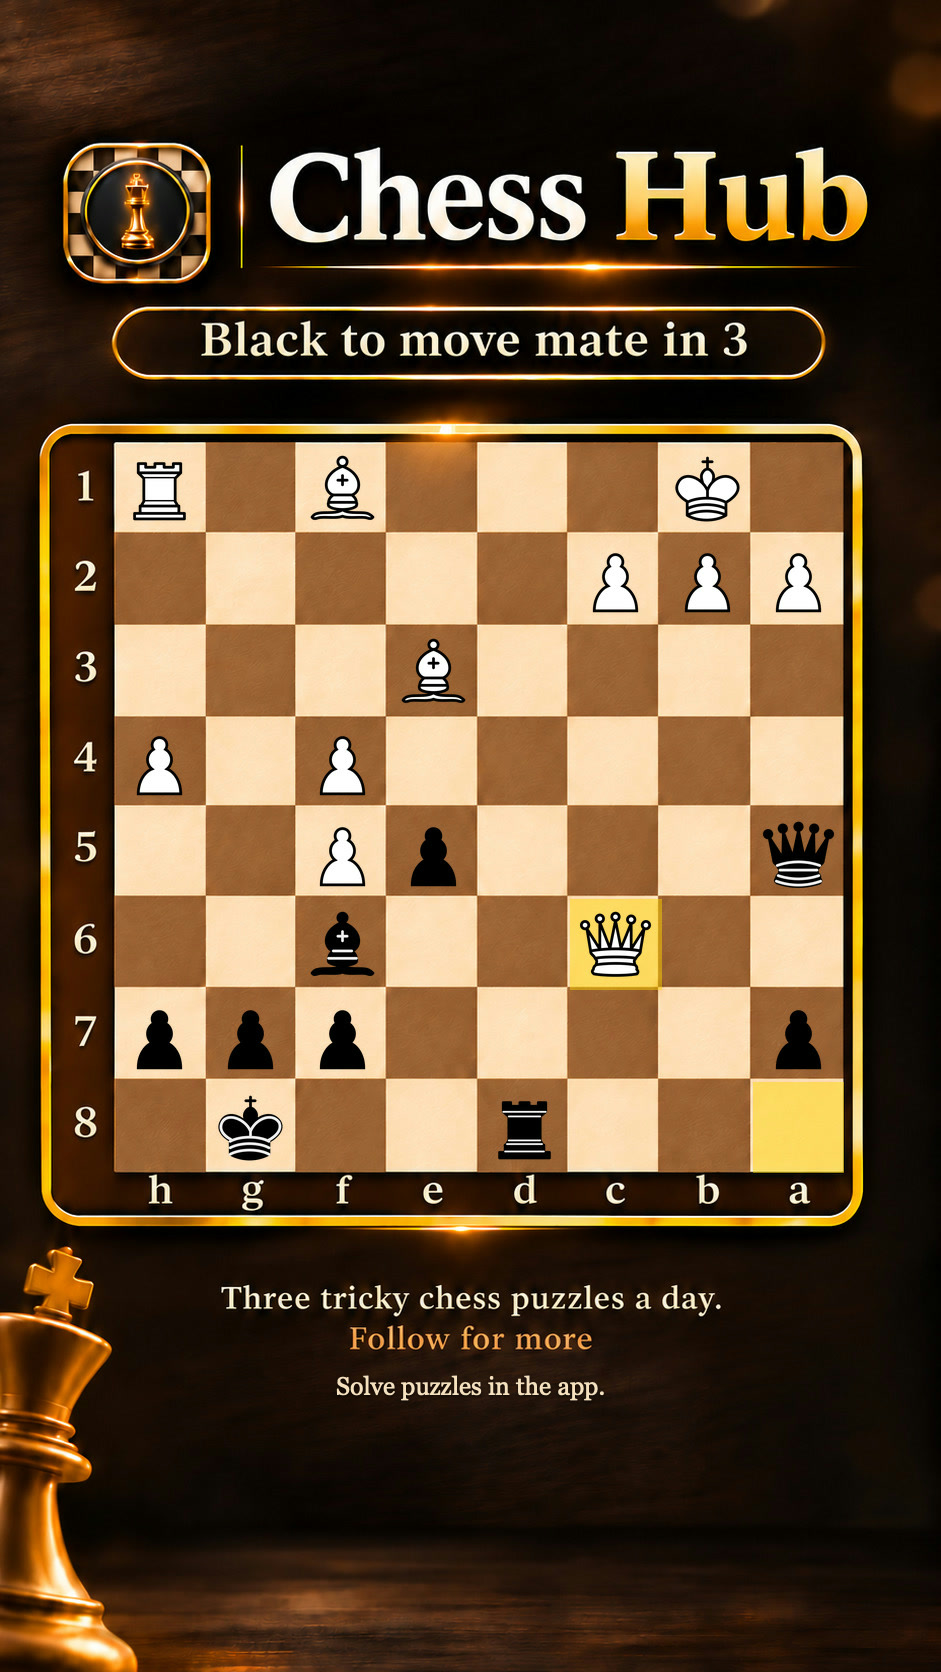 Chess Hub
Black to move mate in 3
1
2
3
4
5
6
7
8
h g f e d c b a
Three tricky chess puzzles a day.
Follow for more
Solve puzzles in the app.